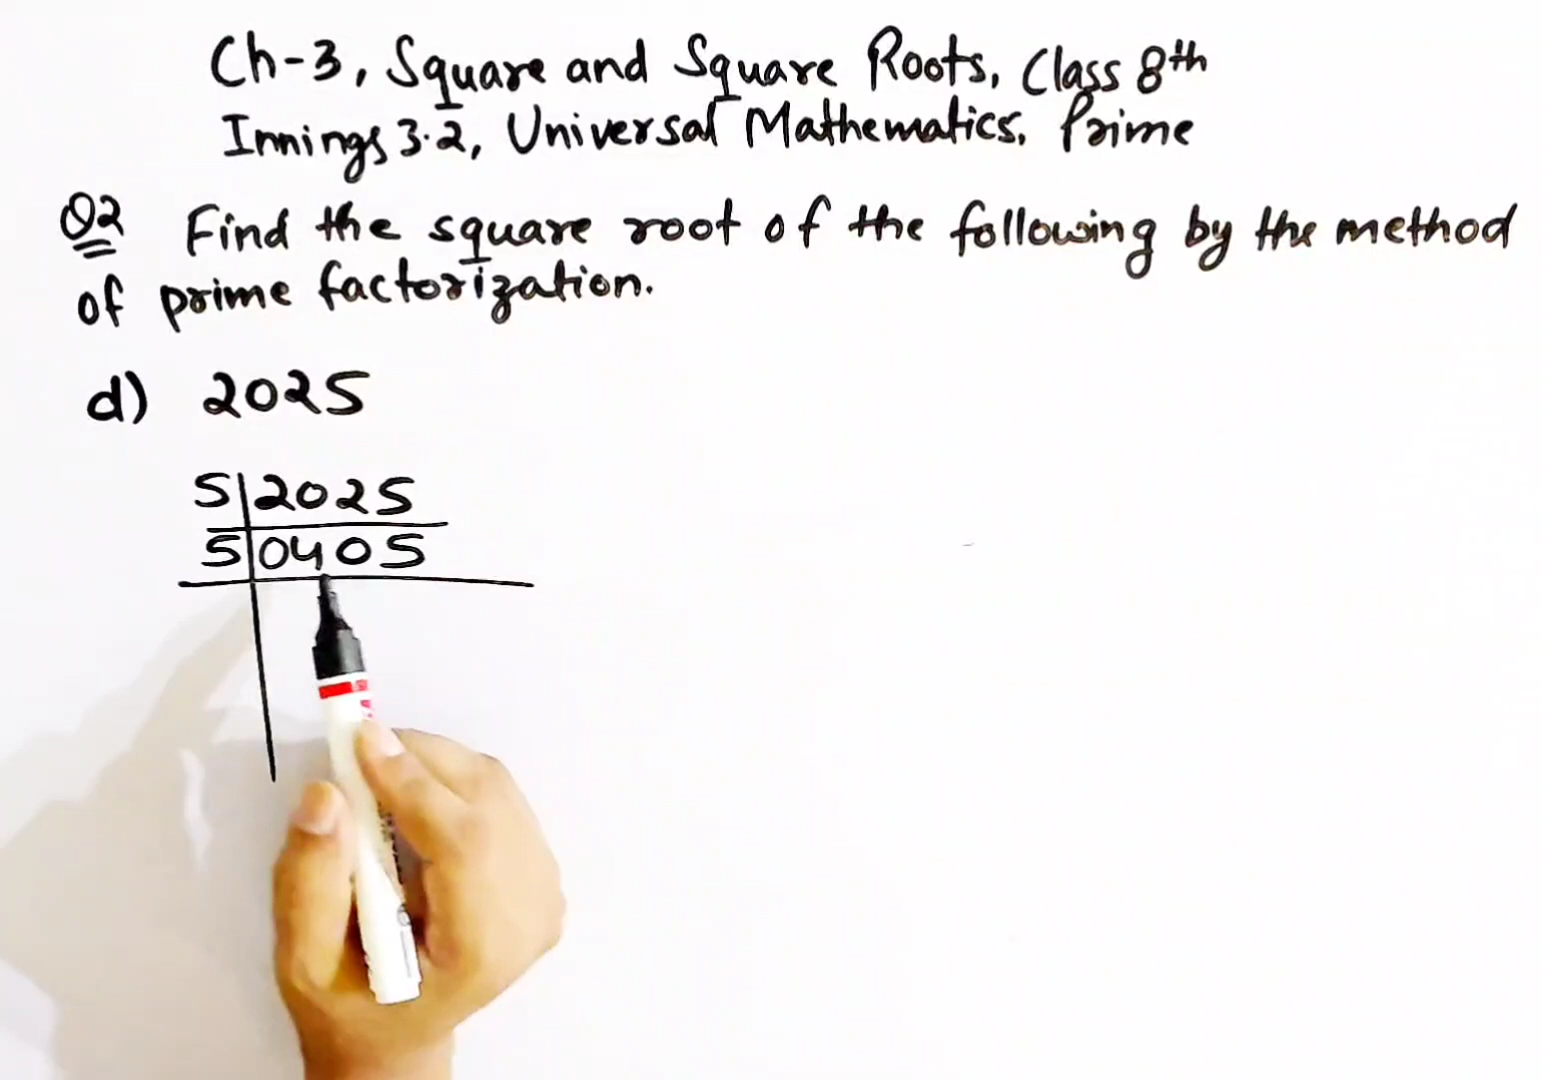 Ch-3, Square and Square Roots, Class 8th
Innings 3.2, Universal Mathematics, Prime
Q2 Find the square root of the following by the method
of prime factorization.
d) 2025
5|2025
5|0405